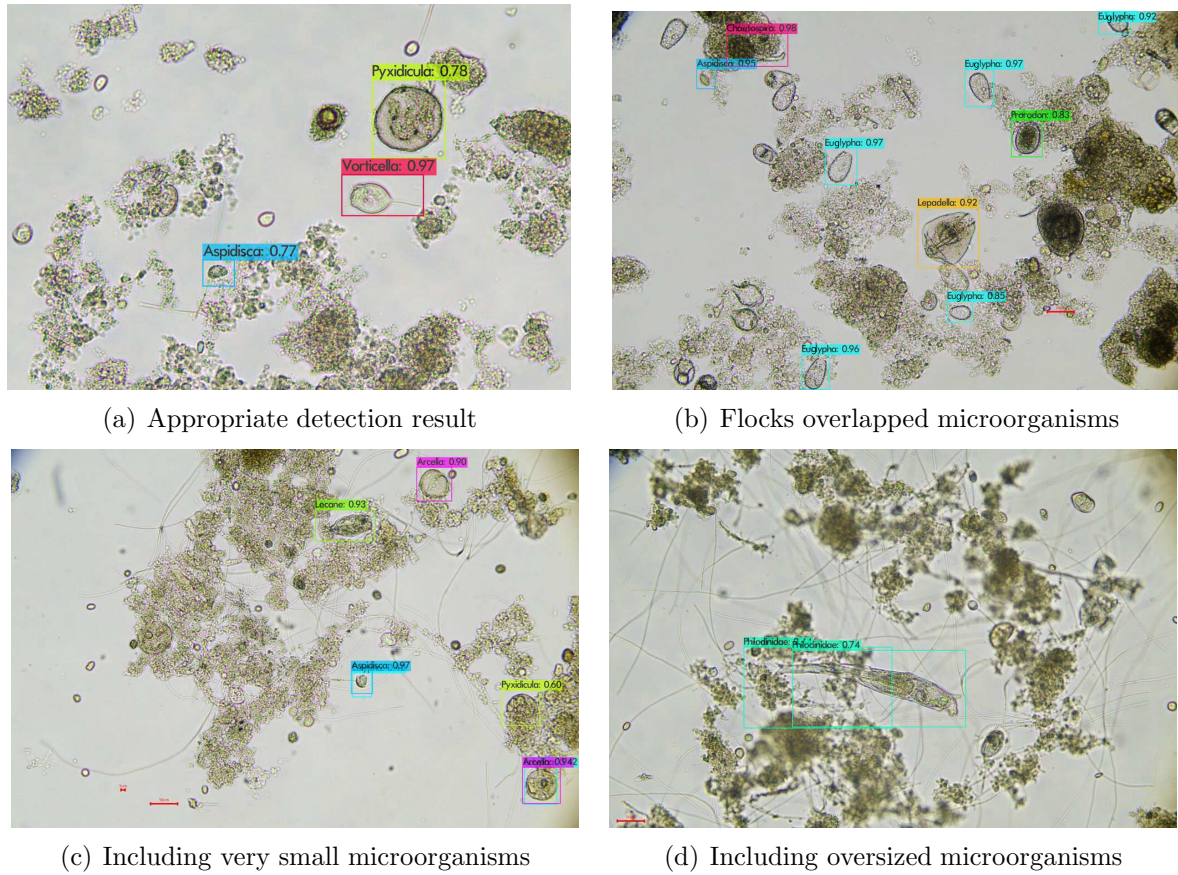 Pyxidicula: 0.78
Vorticella: 0.97
Aspidisca: 0.77
(a) Appropriate detection result
Euglypha: 0.92
Chaetospira: 0.98
Aspidisca: 0.95
Euglypha: 0.97
Prorodon: 0.83
Euglypha: 0.97
Lepadella: 0.92
Euglypha: 0.85
Euglypha: 0.96
(b) Flocks overlapped microorganisms
Arcella: 0.90
Lecane: 0.93
Aspidisca: 0.97
Pyxidicula: 0.60
Arcella: 0.942
(c) Including very small microorganisms
Philodinidae:
Philodinidae: 0.74
(d) Including oversized microorganisms